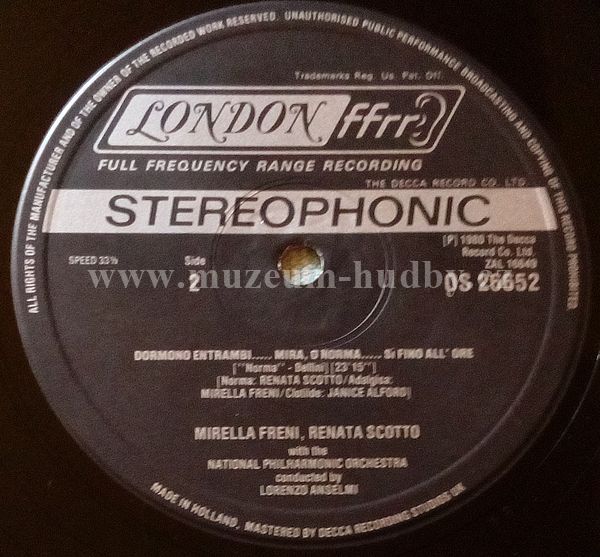 ALL RIGHTS OF THE MANUFACTURER AND OF THE OWNER OF THE RECORDED WORK RESERVED. UNAUTHORISED PUBLIC PERFORMANCE BROADCASTING AND COPYING OF THIS RECORD PROHIBITED
Trademarks Reg. Us. Pat. Off.
LONDON ffrr
FULL FREQUENCY RANGE RECORDING
THE DECCA RECORD CO. LTD.
STEREOPHONIC
SPEED 33⅓
Side
2
(P) 1980 The Decca
Record Co. Ltd.
ZAL
OS 26652
www.muzeum-hudby
DORMONO ENTRAMBI..... MIRA, O NORMA..... SI FINO ALL' ORE
[''Norma'' - Bellini] [23'15'']
[Norma: RENATA SCOTTO/Adalgisa:
MIRELLA FRENI/Clotilde: JANICE ALFORD]
MIRELLA FRENI, RENATA SCOTTO
with the
NATIONAL PHILHARMONIC ORCHESTRA
conducted by
LORENZO ANSELMI
MADE IN HOLLAND, MASTERED BY DECCA RECORDING STUDIOS UK